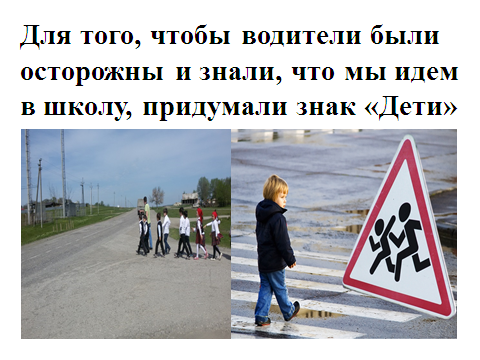 Для того, чтобы водители были
осторожны и знали, что мы идем
в школу, придумали знак «Дети»